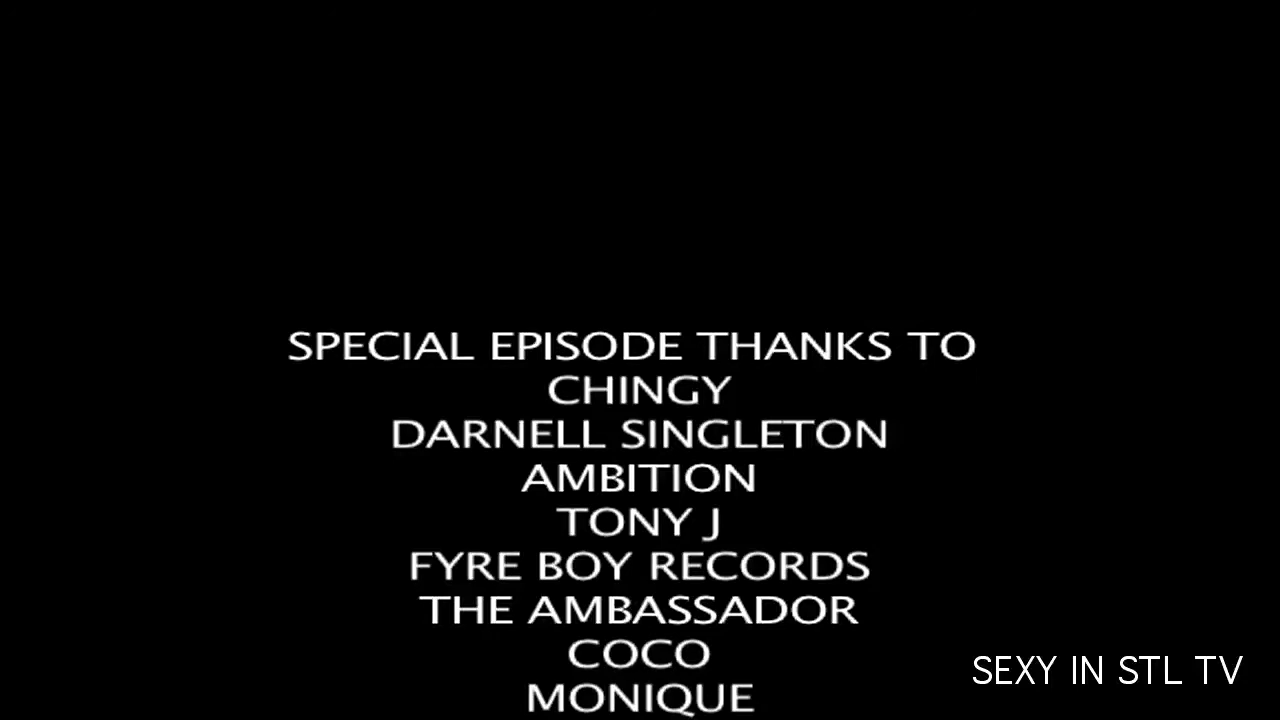 SPECIAL EPISODE THANKS TO
CHINGY
DARNELL SINGLETON
AMBITION
TONY J
FYRE BOY RECORDS
THE AMBASSADOR
COCO
MONIQUE
SEXY IN STL TV